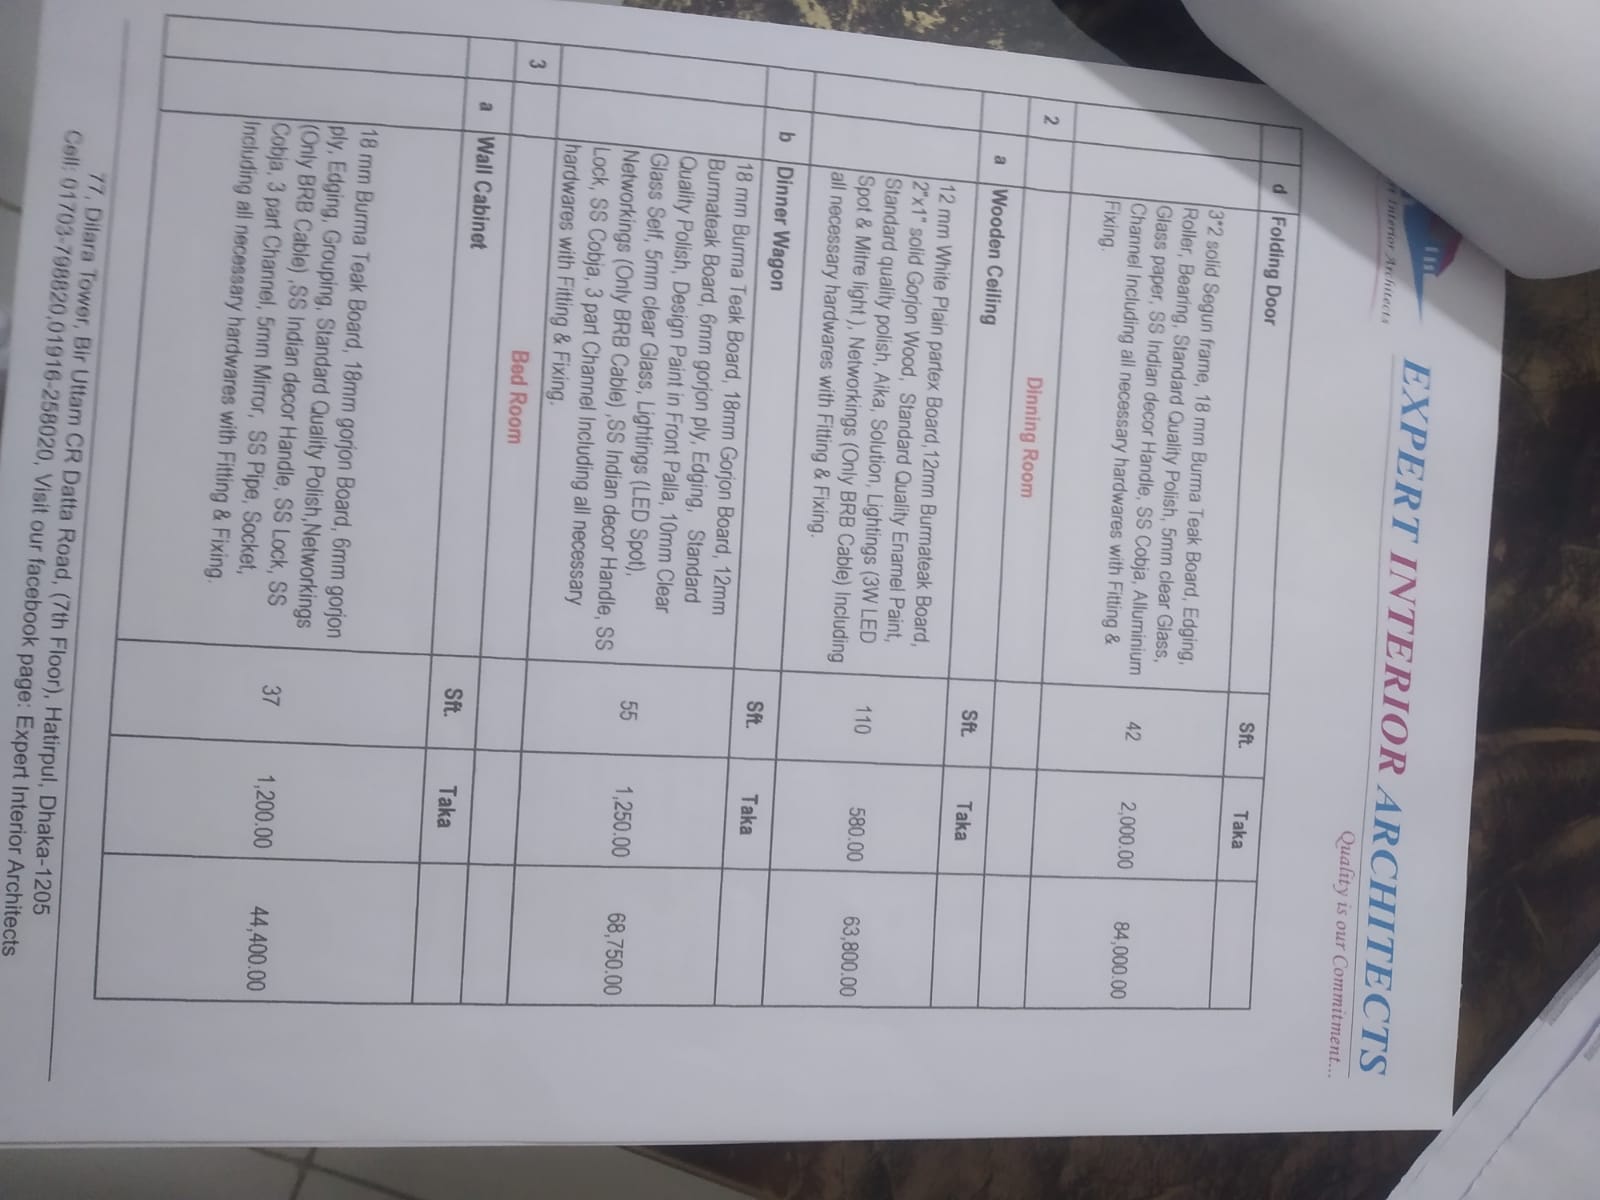 Interior Architects
EXPERT INTERIOR ARCHITECTS
Quality is our Commitment...
d Folding Door Sft. Taka
3*2 solid Segun frame, 18 mm Burma Teak Board, Edging,
Roller, Bearing, Standard Quality Polish, 5mm clear Glass,
Glass paper, SS Indian decor Handle, SS Cobja, Alluminium
Channel Including all necessary hardwares with Fitting &
Fixing.
42 2,000.00 84,000.00
2 Dinning Room
a Wooden Ceiling Sft. Taka
12 mm White Plain partex Board,12mm Burmateak Board,
2"x1" solid Gorjon Wood, Standard Quality Enamel Paint,
Standard quality polish, Aika, Solution, Lightings (3W LED
Spot & Mitre light ), Networkings (Only BRB Cable) Including
all necessary hardwares with Fitting & Fixing.
110 580.00 63,800.00
b Dinner Wagon Sft. Taka
18 mm Burma Teak Board, 18mm Gorjon Board, 12mm
Burmateak Board, 6mm gorjon ply, Edging, Standard
Quality Polish, Design Paint in Front Palla, 10mm Clear
Glass Self, 5mm clear Glass, Lightings (LED Spot),
Networkings (Only BRB Cable) ,SS Indian decor Handle, SS
Lock, SS Cobja, 3 part Channel Including all necessary
hardwares with Fitting & Fixing.
55 1,250.00 68,750.00
3 Bed Room
a Wall Cabinet Sft. Taka
18 mm Burma Teak Board, 18mm gorjon Board, 6mm gorjon
ply, Edging, Grouping, Standard Quality Polish,Networkings
(Only BRB Cable) ,SS Indian decor Handle, SS Lock, SS
Cobja, 3 part Channel, 5mm Mirror, SS Pipe, Socket,
Including all necessary hardwares with Fitting & Fixing.
37 1,200.00 44,400.00
77, Dilara Tower, Bir Uttam CR Datta Road, (7th Floor), Hatirpul, Dhaka-1205
Cell: 01703-798820,01916-258020, Visit our facebook page: Expert Interior Architects